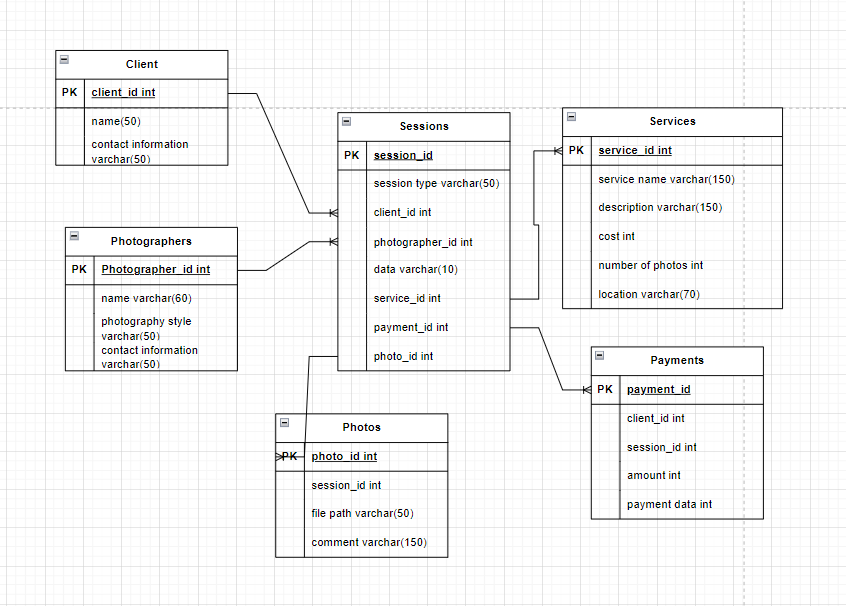 Client
PK client_id int
name(50)
contact information
varchar(50)
Photographers
PK Photographer_id int
name varchar(60)
photography style
varchar(50)
contact information
varchar(50)
Sessions
PK session_id
session type varchar(50)
client_id int
photographer_id int
data varchar(10)
service_id int
payment_id int
photo_id int
Services
PK service_id int
service name varchar(150)
description varchar(150)
cost int
number of photos int
location varchar(70)
Payments
PK payment_id
client_id int
session_id int
amount int
payment data int
Photos
PK photo_id int
session_id int
file path varchar(50)
comment varchar(150)